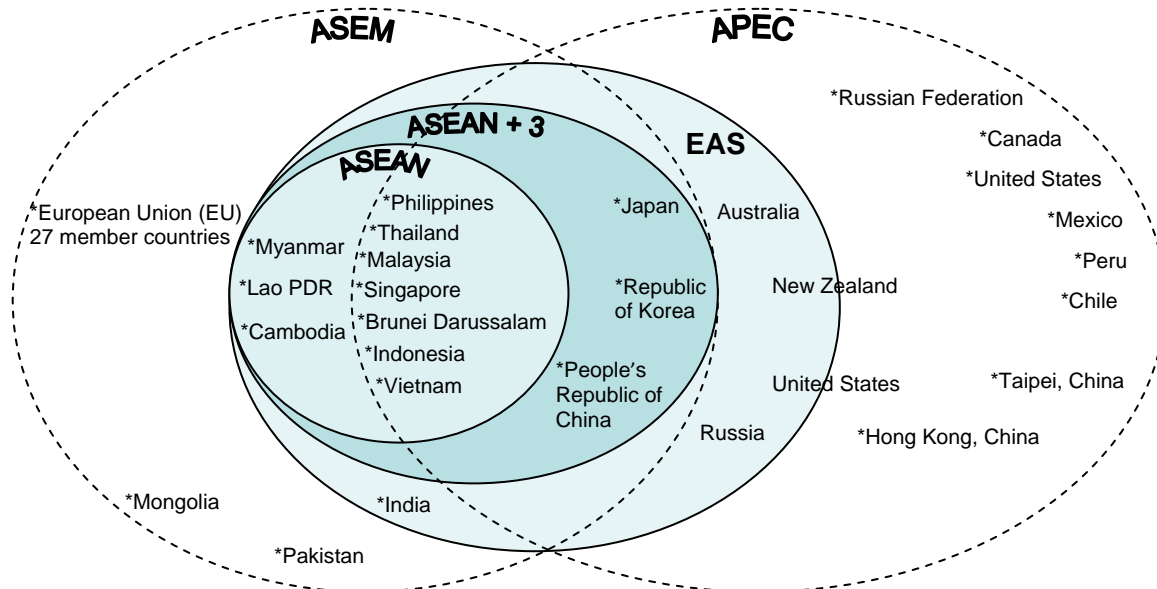 ASEM
APEC
*Russian Federation
ASEAN + 3
EAS
*Canada
ASEAN
*United States
*European Union (EU)
27 member countries
*Philippines
*Japan
Australia
*Mexico
*Thailand
*Myanmar
*Malaysia
*Peru
*Lao PDR
*Singapore
*Republic
of Korea
New Zealand
*Chile
*Cambodia
*Brunei Darussalam
*Indonesia
*Vietnam
*People’s
Republic of
China
United States
*Taipei, China
Russia
*Hong Kong, China
*Mongolia
*India
*Pakistan